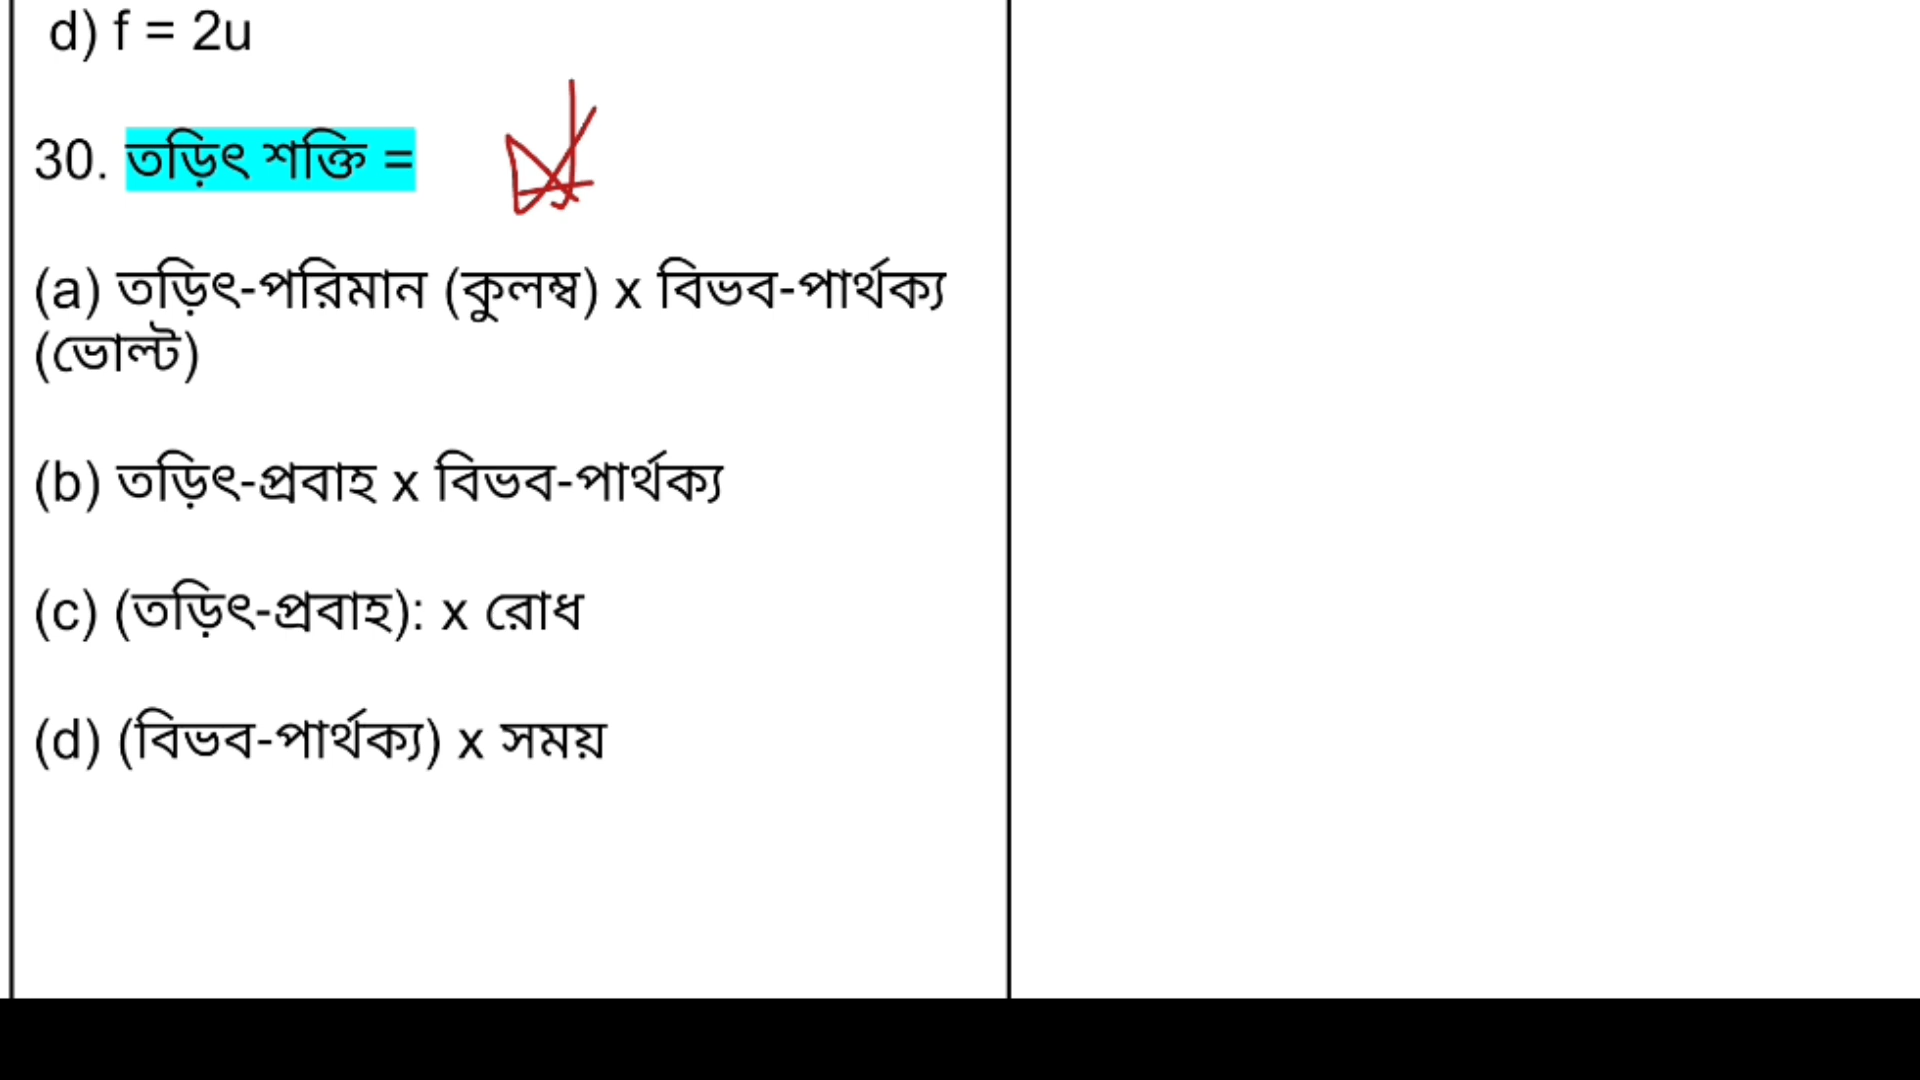 d) f = 2u
30. তড়িৎ শক্তি =
(a) তড়িৎ-পরিমান (কুলম্ব) x বিভব-পার্থক্য
(ভোল্ট)
(b) তড়িৎ-প্রবাহ x বিভব-পার্থক্য
(c) (তড়িৎ-প্রবাহ): x রোধ
(d) (বিভব-পার্থক্য) x সময়